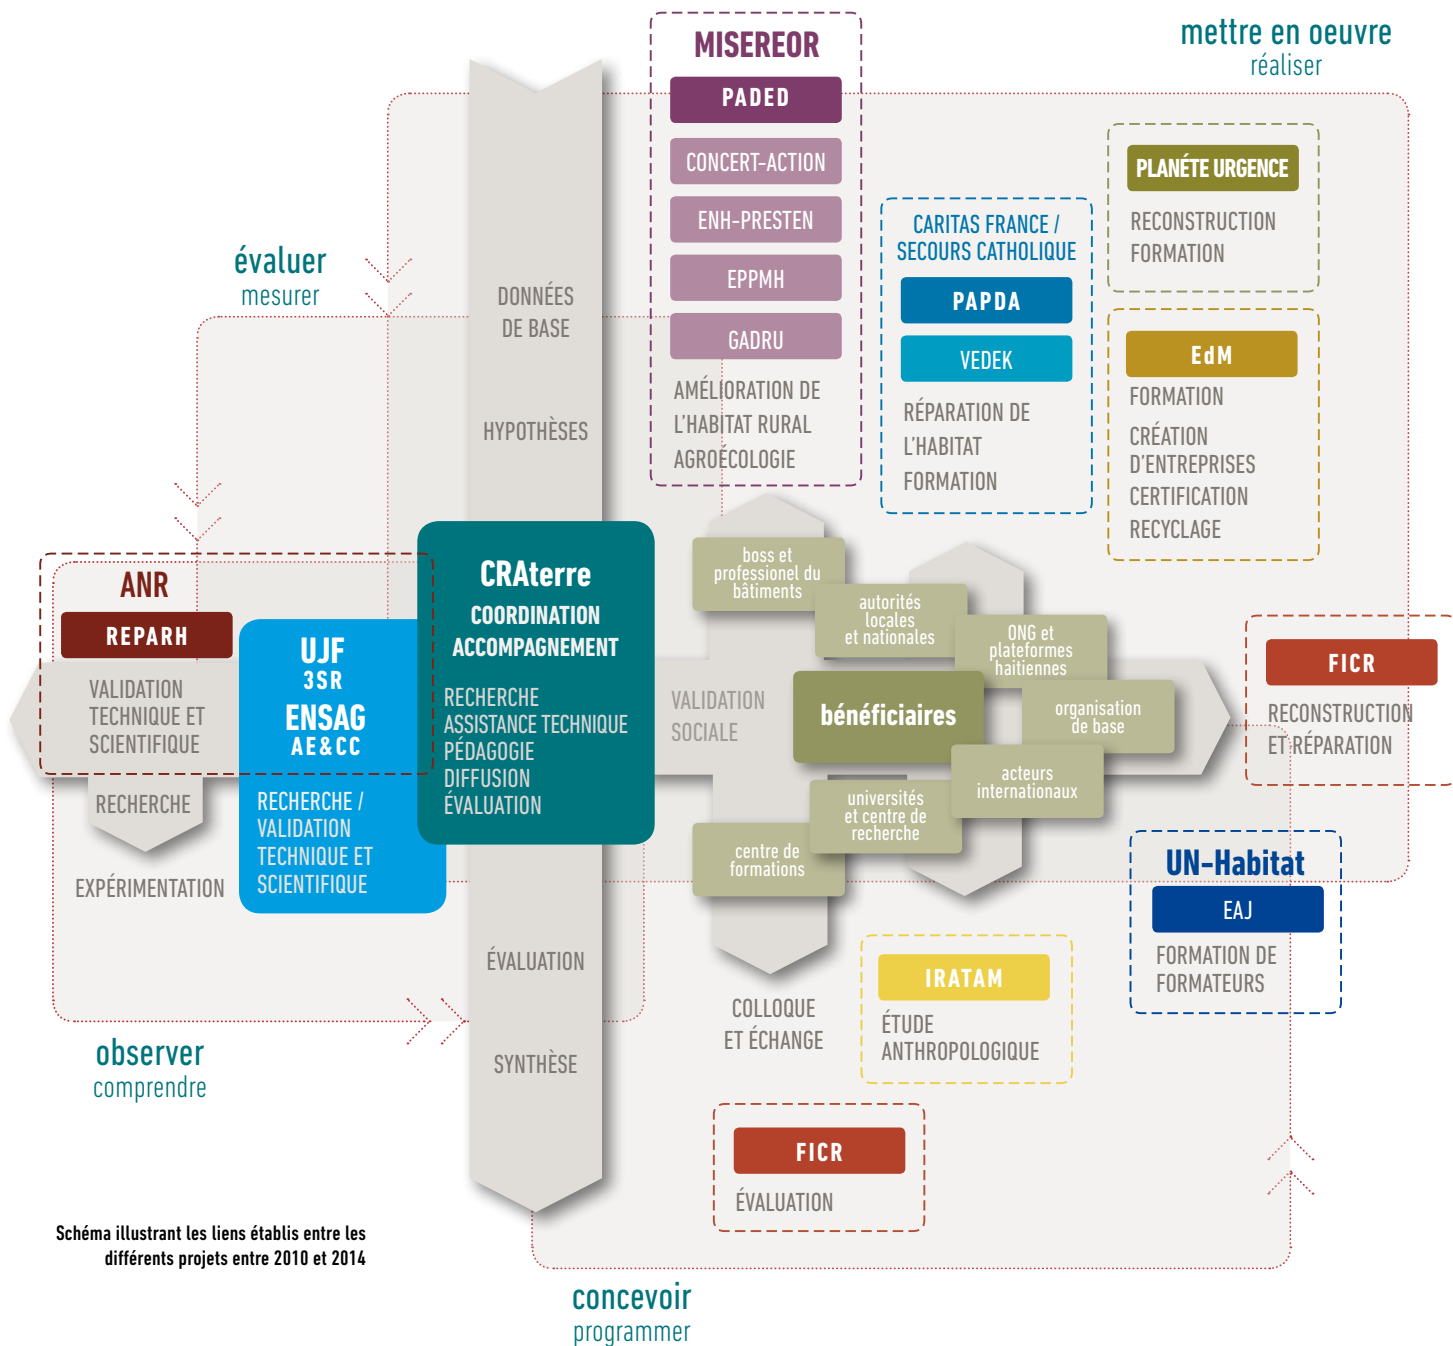 mettre en oeuvre
réaliser
MISEREOR
PADED
CONCERT-ACTION
ENH-PRESTEN
EPPMH
GADRU
AMÉLIORATION DE
L'HABITAT RURAL
AGROÉCOLOGIE
CARITAS FRANCE /
SECOURS CATHOLIQUE
PAPDA
VEDEK
RÉPARATION DE
L'HABITAT
FORMATION
PLANÉTE URGENCE
RECONSTRUCTION
FORMATION
EdM
FORMATION
CRÉATION
D'ENTREPRISES
CERTIFICATION
RECYCLAGE
évaluer
mesurer
DONNÉES
DE BASE
HYPOTHÈSES
ANR
REPARH
VALIDATION
TECHNIQUE ET
SCIENTIFIQUE
RECHERCHE
EXPÉRIMENTATION
UJF
3SR
ENSAG
AE&CC
RECHERCHE /
VALIDATION
TECHNIQUE ET
SCIENTIFIQUE
CRAterre
COORDINATION
ACCOMPAGNEMENT
RECHERCHE
ASSISTANCE TECHNIQUE
PÉDAGOGIE
DIFFUSION
ÉVALUATION
VALIDATION
SOCIALE
boss et
professionel du
bâtiments
autorités
locales
et nationales
ONG et
plateformes
haïtiennes
bénéficiaires
organisation
de base
acteurs
internationaux
universités
et centre de
recherche
centre de
formations
FICR
RECONSTRUCTION
ET RÉPARATION
UN-Habitat
EAJ
FORMATION DE
FORMATEURS
ÉVALUATION
SYNTHÈSE
COLLOQUE
ET ÉCHANGE
IRATAM
ÉTUDE
ANTHROPOLOGIQUE
observer
comprendre
FICR
ÉVALUATION
Schéma illustrant les liens établis entre les
différents projets entre 2010 et 2014
concevoir
programmer